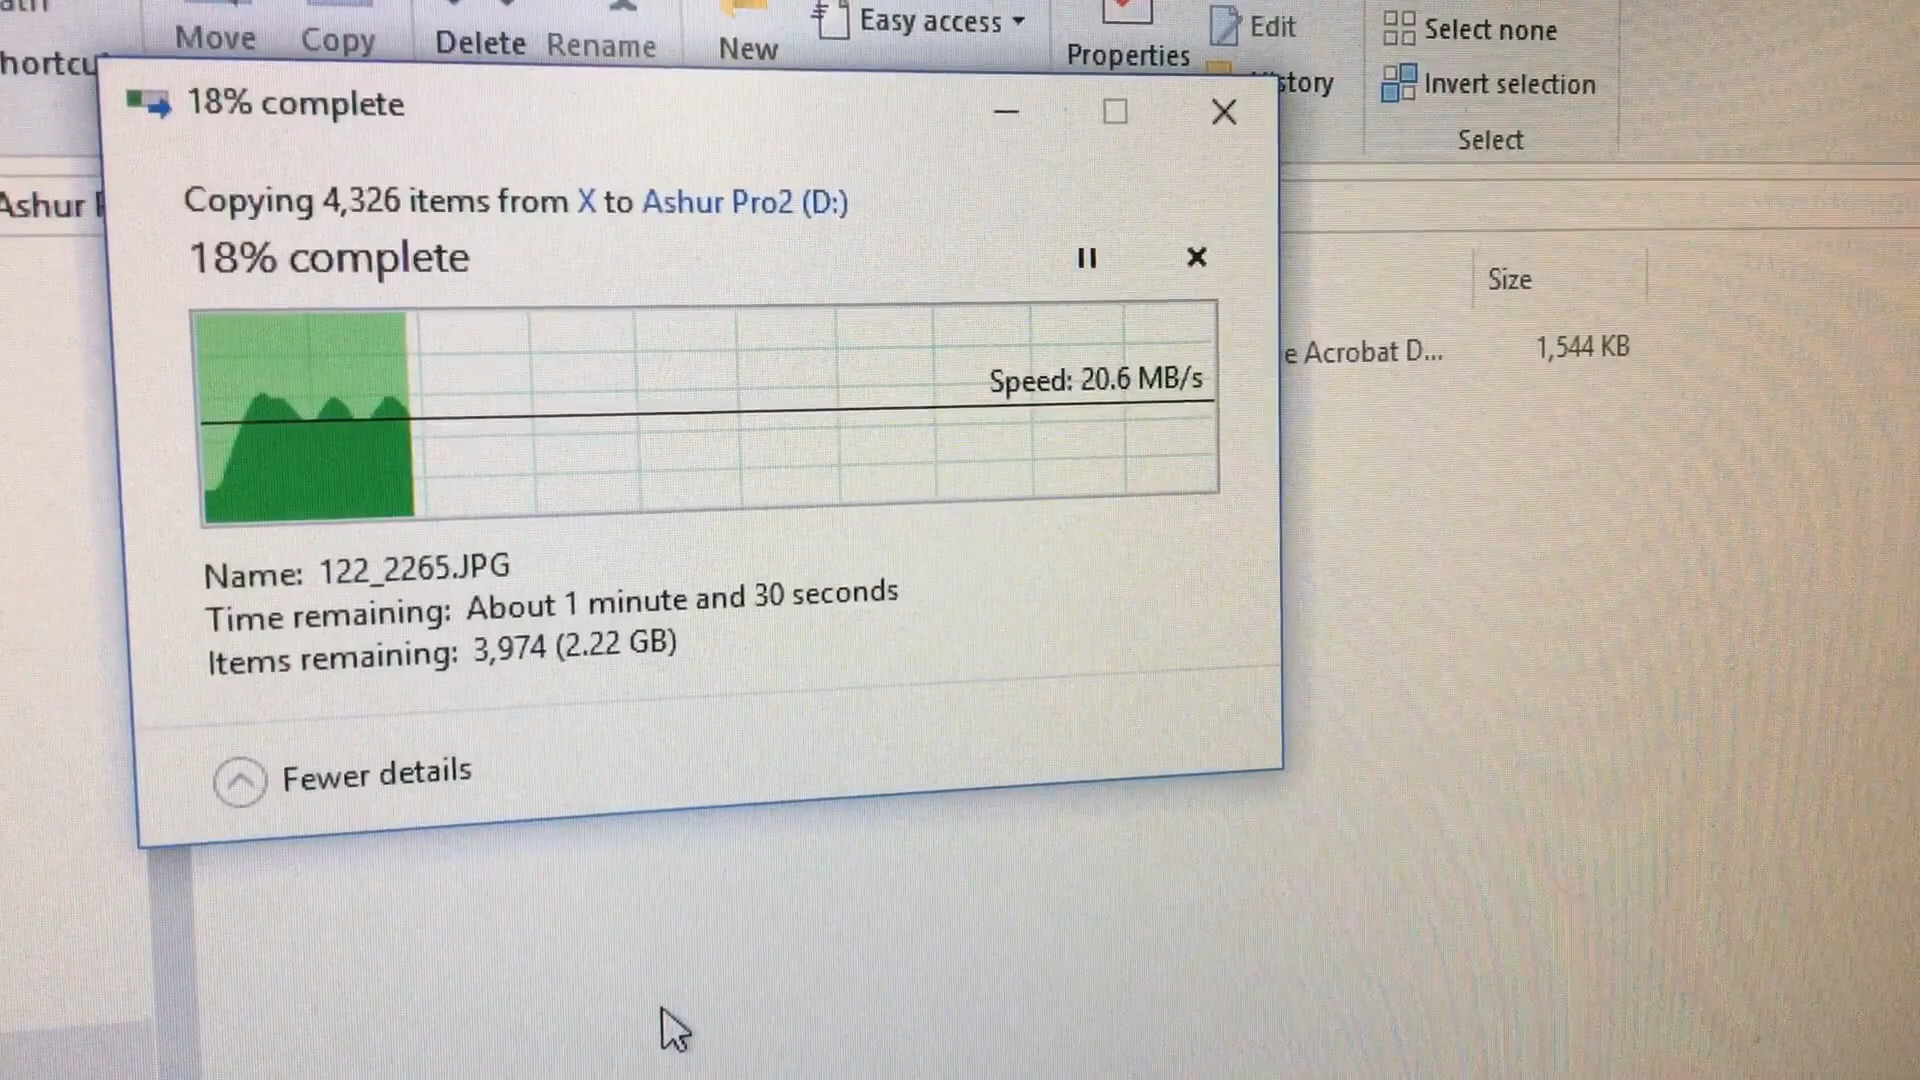 Move
Copy
Delete
Rename
New
Easy access
Properties
Edit
Select none
Invert selection
Select
18% complete
Copying 4,326 items from X to Ashur Pro2 (D:)
18% complete
Ashur
Size
Speed: 20.6 MB/s
Acrobat D...
1,544 KB
Name: 122_2265.JPG
Time remaining: About 1 minute and 30 seconds
Items remaining: 3,974 (2.22 GB)
Fewer details